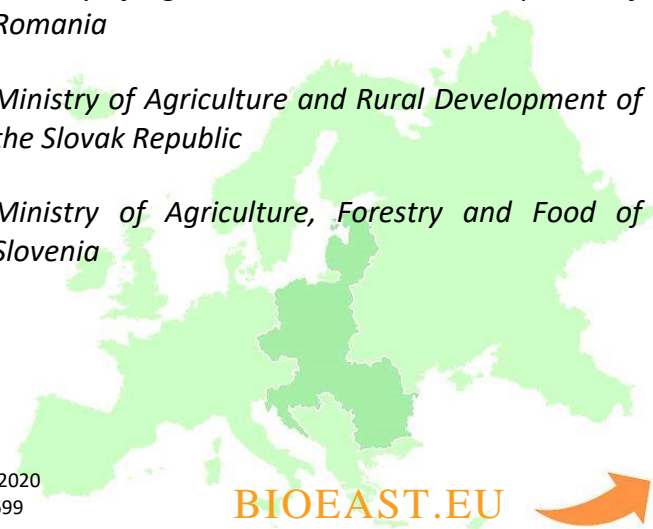 Romania
Ministry of Agriculture and Rural Development of
the Slovak Republic
Ministry of Agriculture, Forestry and Food of
Slovenia
2020
699
BIOEAST.EU